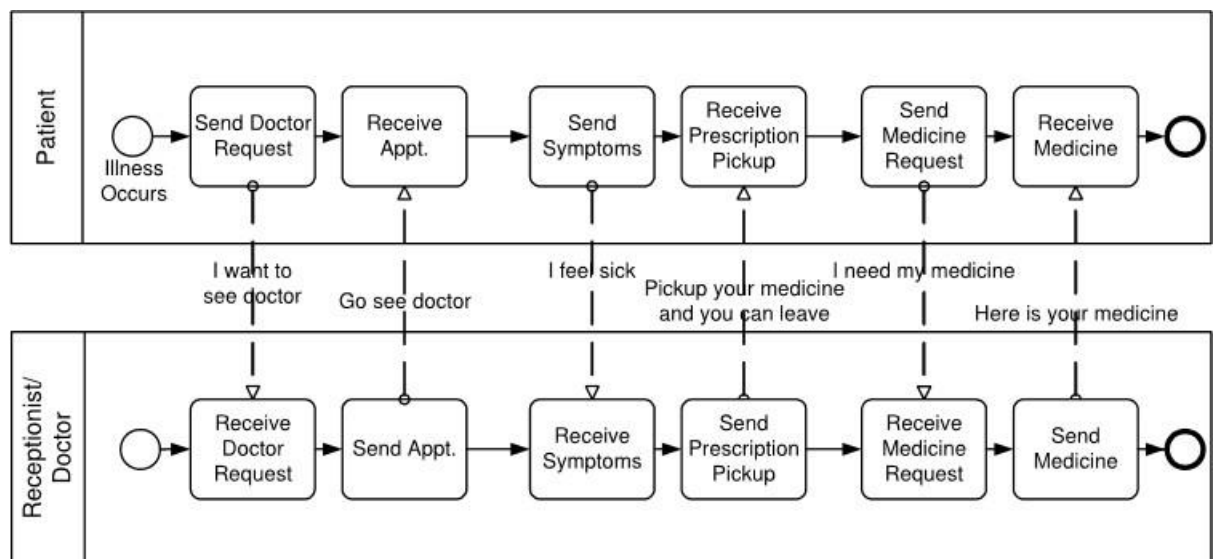 Patient
Send Doctor
Request
Receive
Appt.
Send
Symptoms
Receive
Prescription
Pickup
Send
Medicine
Request
Receive
Medicine
Illness
Occurs
I want to
see doctor
Go see doctor
I feel sick
Pickup your medicine
and you can leave
I need my medicine
Here is your medicine
Receptionist/
Doctor
Receive
Doctor
Request
Send Appt.
Receive
Symptoms
Send
Prescription
Pickup
Receive
Medicine
Request
Send
Medicine